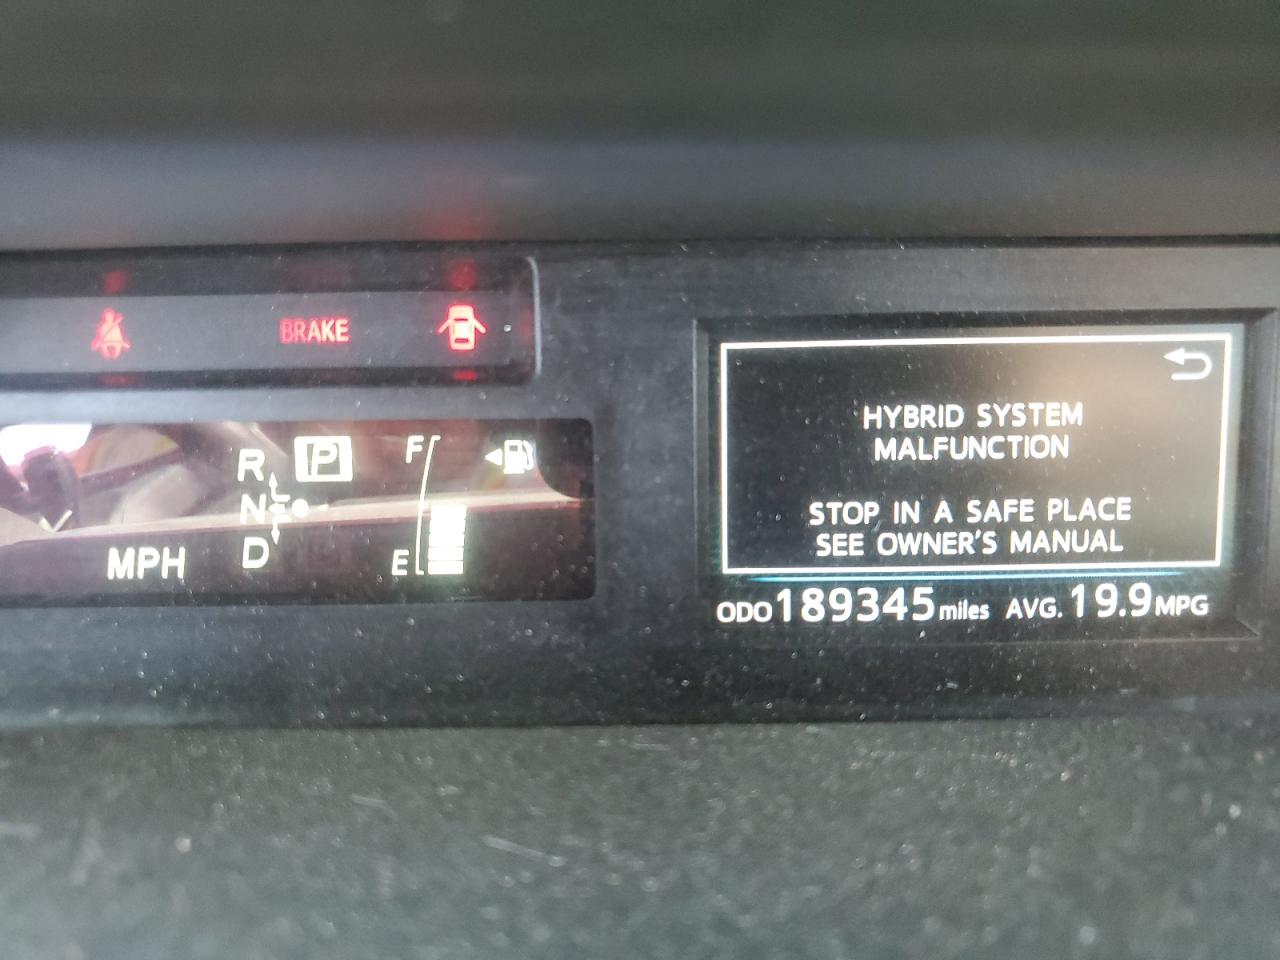 BRAKE
R P F
N
D E
MPH
HYBRID SYSTEM
MALFUNCTION
STOP IN A SAFE PLACE
SEE OWNER'S MANUAL
ODO 189345 miles AVG. 19.9 MPG